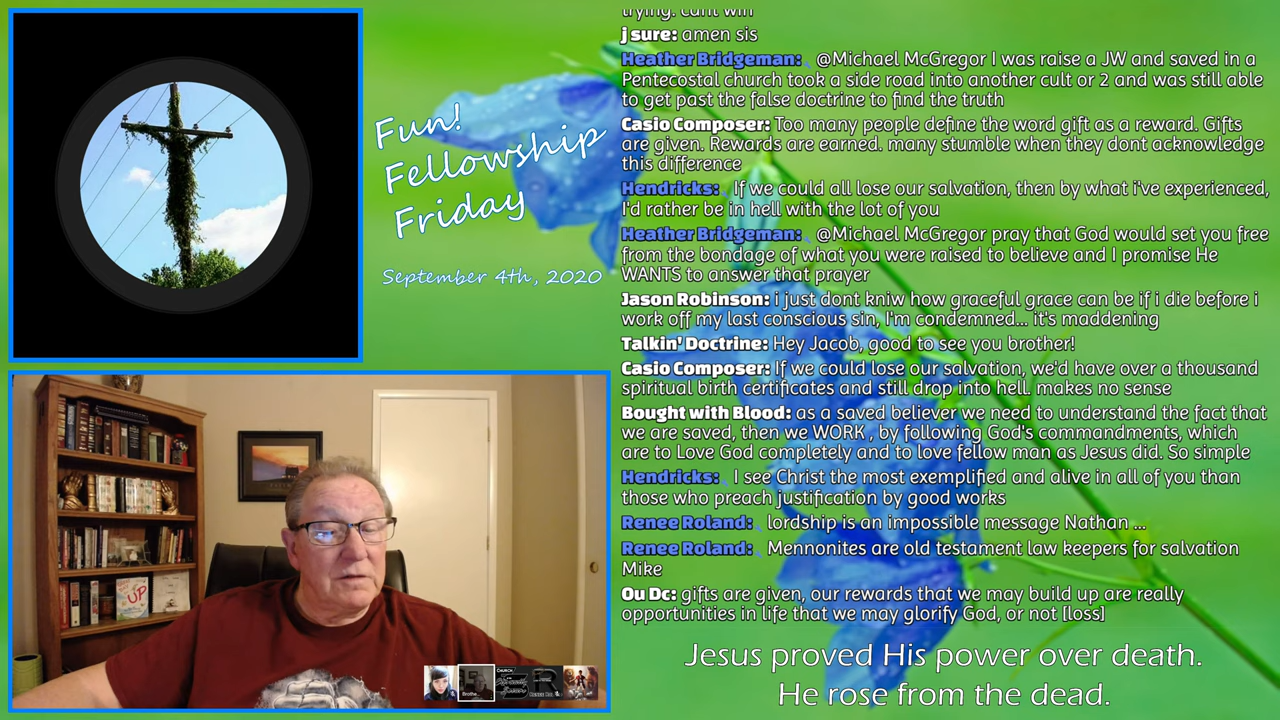 Fun!
Fellowship
Friday
September 4th, 2020
trying. cant win
j sure: amen sis
Heather Bridgeman: @Michael McGregor I was raise a JW and saved in a
Pentecostal church took a side road into another cult or 2 and was still able
to get past the false doctrine to find the truth
Casio Composer: Too many people define the word gift as a reward. Gifts
are given. Rewards are earned. many stumble when they dont acknowledge
this difference
Hendricks: If we could all lose our salvation, then by what i've experienced,
I'd rather be in hell with the lot of you
Heather Bridgeman: @Michael McGregor pray that God would set you free
from the bondage of what you were raised to believe and I promise He
WANTS to answer that prayer
Jason Robinson: i just dont kniw how graceful grace can be if i die before i
work off my last conscious sin, I'm condemned... it's maddening
Talkin' Doctrine: Hey Jacob, good to see you brother!
Casio Composer: If we could lose our salvation, we'd have over a thousand
spiritual birth certificates and still drop into hell. makes no sense
Bought with Blood: as a saved believer we need to understand the fact that
we are saved, then we WORK , by following God's commandments, which
are to Love God completely and to love fellow man as Jesus did. So simple
Hendricks: I see Christ the most exemplified and alive in all of you than
those who preach justification by good works
Renee Roland: lordship is an impossible message Nathan ...
Renee Roland: Mennonites are old testament law keepers for salvation
Mike
Ou Dc: gifts are given, our rewards that we may build up are really
opportunities in life that we may glorify God, or not [loss]
Jesus proved His power over death.
He rose from the dead.
UP
Brothe...
CHURCH